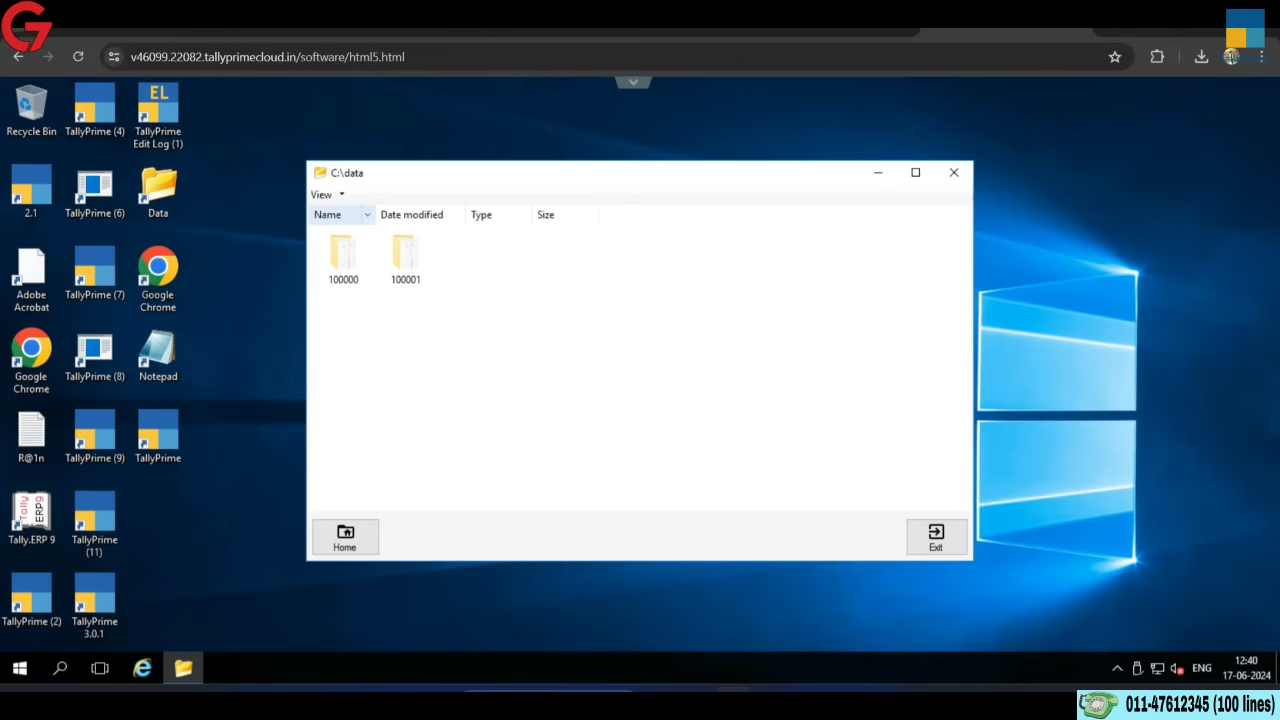 v46099.22082.tallyprimecloud.in/software/html5.html
Recycle Bin
TallyPrime (4)
EL
TallyPrime
Edit Log (1)
2.1
TallyPrime (6)
Data
Adobe
Acrobat
TallyPrime (7)
Google
Chrome
Google
Chrome
TallyPrime (8)
Notepad
R@1n
TallyPrime (9)
TallyPrime
Tally
ERP9
Tally.ERP 9
TallyPrime
(11)
TallyPrime (2)
TallyPrime
3.0.1
C:\data
View
Name
Date modified
Type
Size
100000
100001
Home
Exit
ENG
12:40
17-06-2024
011-47612345 (100 lines)